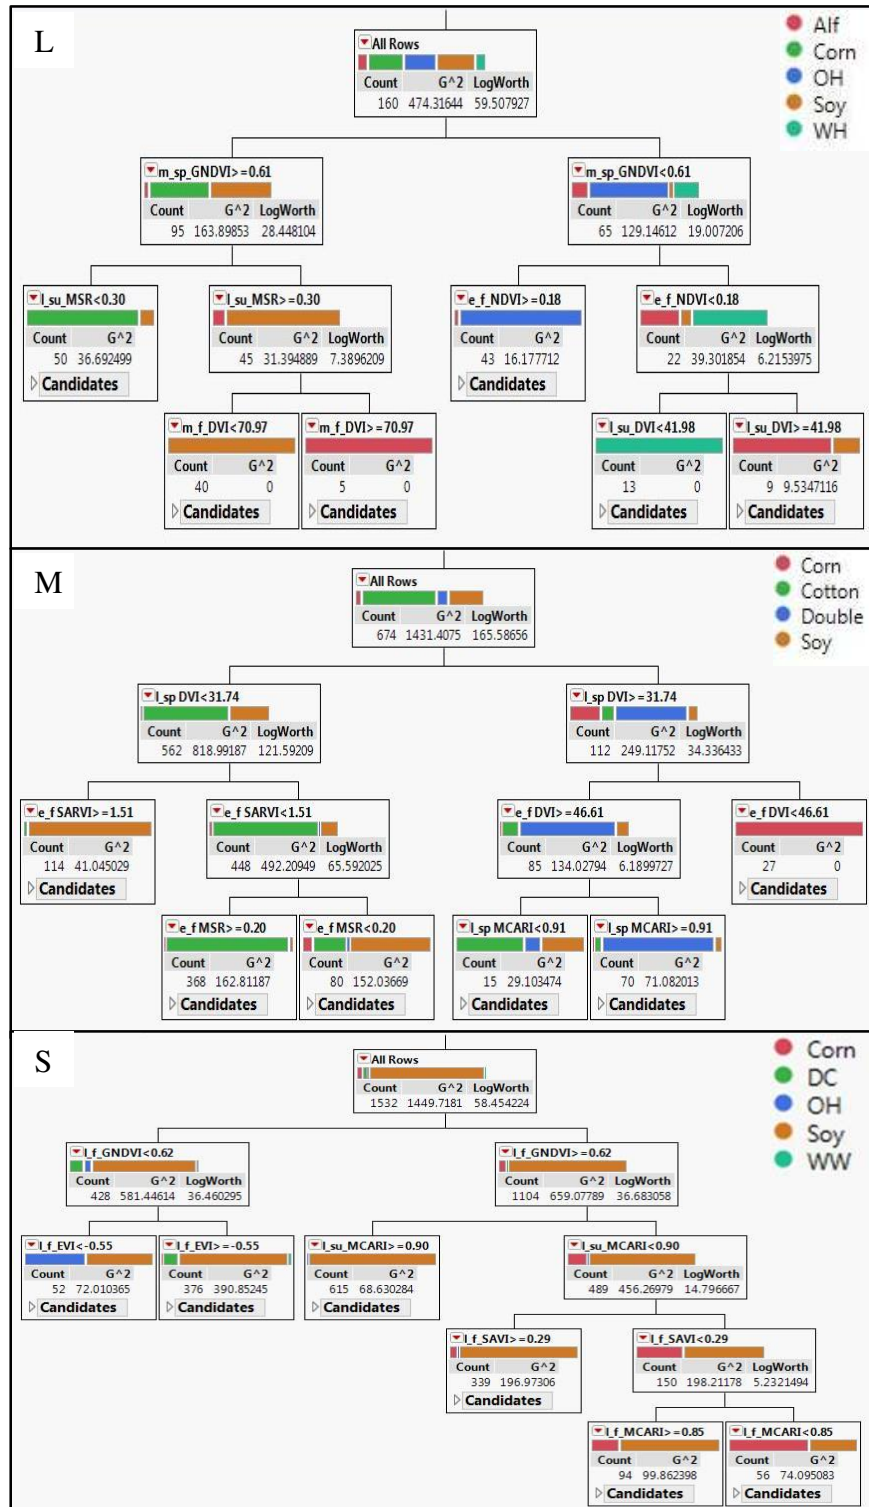 L
Alf
Corn
OH
Soy
WH
All Rows
Count G^2 LogWorth
160 474.31644 59.507927
m_sp_GNDVI>=0.61
Count G^2 LogWorth
95 163.89853 28.448104
m_sp_GNDVI<0.61
Count G^2 LogWorth
65 129.14612 19.007206
l_su_MSR<0.30
Count G^2
50 36.692499
Candidates
l_su_MSR>=0.30
Count G^2 LogWorth
45 31.394889 7.3896209
e_f_NDVI>=0.18
Count G^2
43 16.177712
Candidates
e_f_NDVI<0.18
Count G^2 LogWorth
22 39.301854 6.2153975
m_f_DVI<70.97
Count G^2
40 0
Candidates
m_f_DVI>=70.97
Count G^2
5 0
Candidates
l_su_DVI<41.98
Count G^2
13 0
Candidates
l_su_DVI>=41.98
Count G^2
9 9.5347116
Candidates
M
Corn
Cotton
Double
Soy
All Rows
Count G^2 LogWorth
674 1431.4075 165.58656
l_sp DVI<31.74
Count G^2 LogWorth
562 818.99187 121.59209
l_sp DVI>=31.74
Count G^2 LogWorth
112 249.11752 34.336433
e_f SARVI>=1.51
Count G^2
114 41.045029
Candidates
e_f SARVI<1.51
Count G^2 LogWorth
448 492.20949 65.592025
e_f DVI>=46.61
Count G^2 LogWorth
85 134.02794 6.1899727
e_f DVI<46.61
Count G^2
27 0
Candidates
e_f MSR>=0.20
Count G^2
368 162.81187
Candidates
e_f MSR<0.20
Count G^2
80 152.03669
Candidates
l_sp MCARI<0.91
Count G^2
15 29.103474
Candidates
l_sp MCARI>=0.91
Count G^2
70 71.082013
Candidates
S
Corn
DC
OH
Soy
WW
All Rows
Count G^2 LogWorth
1532 1449.7181 58.454224
l_f_GNDVI<0.62
Count G^2 LogWorth
428 581.44614 36.460295
l_f_GNDVI>=0.62
Count G^2 LogWorth
1104 659.07789 36.683058
l_f_EVI<-0.55
Count G^2
52 72.010365
Candidates
l_f_EVI>=-0.55
Count G^2
376 390.85245
Candidates
l_su_MCARI>=0.90
Count G^2
615 68.630284
Candidates
l_su_MCARI<0.90
Count G^2 LogWorth
489 456.26979 14.796667
l_f_SAVI>=0.29
Count G^2
339 196.97306
Candidates
l_f_SAVI<0.29
Count G^2 LogWorth
150 198.21178 5.2321494
l_f_MCARI>=0.85
Count G^2
94 99.862398
Candidates
l_f_MCARI<0.85
Count G^2
56 74.095083
Candidates